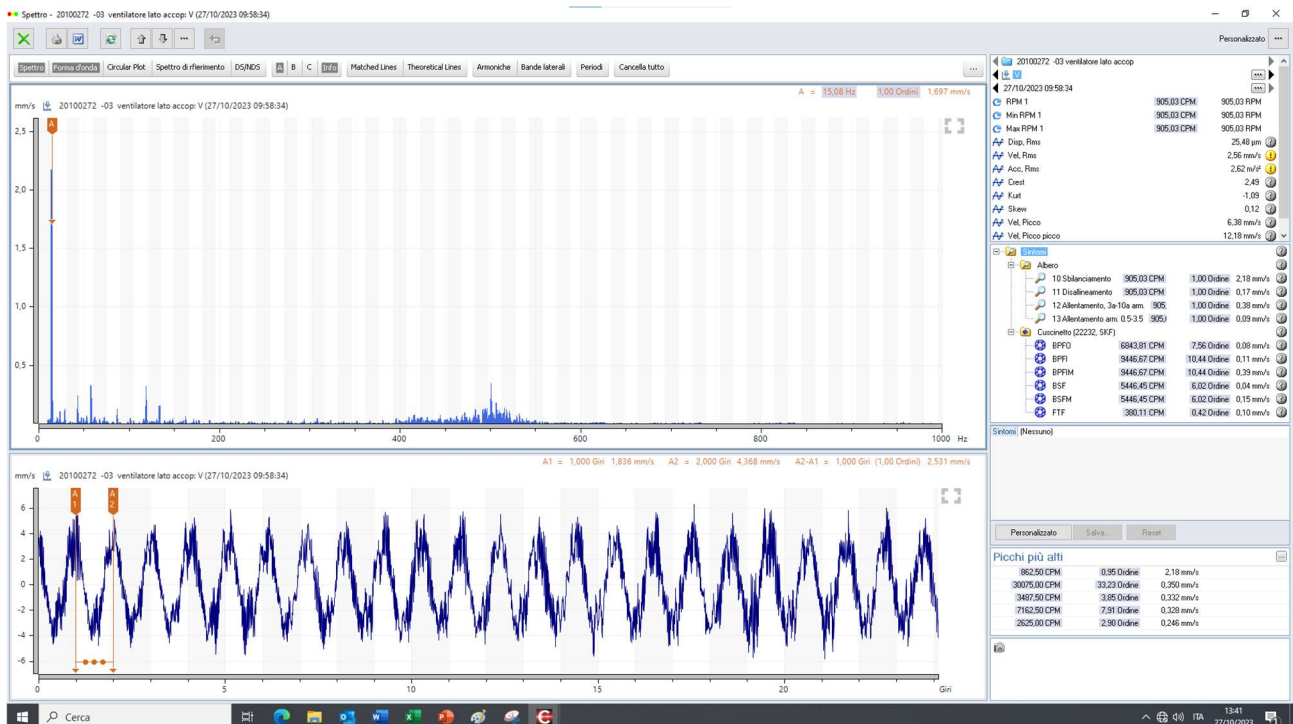 Spettro - 20100272 -03 ventilatore lato accop: V (27/10/2023 09:58:34)
Personalizzato
Spettro Forma d'onda Circular Plot Spettro di rfierimento DS/NDS A B C Info Matched Lines Theoretical Lines Armoniche Bande laterali Periodi Cancella tutto ...
A = 15,08 Hz 1,00 Ordini 1,697 mm/s
mm/s 20100272 -03 ventilatore lato accop: V (27/10/2023 09:58:34)
A
2,5
2,0
1,5
1,0
0,5
0 200 400 600 800 1000 Hz
A1 = 1,000 Giri 1,836 mm/s A2 = 2,000 Giri 4,368 mm/s A2-A1 = 1,000 Giri (1,00 Ordini) 2,531 mm/s
mm/s 20100272 -03 ventilatore lato accop: V (27/10/2023 09:58:34)
A 1
A 2
6
4
2
0
-2
-4
-6
0 5 10 15 20 Giri
20100272 -03 ventilatore lato accop
V
27/10/2023 09:58:34
RPM 1 905,03 CPM 905,03 RPM
Min RPM 1 905,03 CPM 905,03 RPM
Max RPM 1 905,03 CPM 905,03 RPM
Disp, Rms 25,48 µm
Vel, Rms 2,56 mm/s
Acc, Rms 2,62 m/s²
Crest 2,49
Kurt -1,09
Skew 0,12
Vel, Picco 6,38 mm/s
Vel, Picco picco 12,18 mm/s
Sintomi
Albero
10 Sbilanciamento 905,03 CPM 1,00 Ordine 2,18 mm/s
11 Disallineamento 905,03 CPM 1,00 Ordine 0,17 mm/s
12 Allentamento, 3a-10a arm. 905, 1,00 Ordine 0,38 mm/s
13 Allentamento arm. 0.5-3.5 905,( 1,00 Ordine 0,09 mm/s
Cuscinetto (22232, SKF)
BPFO 6843,81 CPM 7,56 Ordine 0,08 mm/s
BPFI 9446,67 CPM 10,44 Ordine 0,11 mm/s
BPFIM 9446,67 CPM 10,44 Ordine 0,39 mm/s
BSF 5446,45 CPM 6,02 Ordine 0,04 mm/s
BSFM 5446,45 CPM 6,02 Ordine 0,15 mm/s
FTF 380,11 CPM 0,42 Ordine 0,10 mm/s
Sintomi (Nessuno)
Personalizzato Salva... Reset
Picchi più alti
862,50 CPM 0,95 Ordine 2,18 mm/s
30075,00 CPM 33,23 Ordine 0,350 mm/s
3487,50 CPM 3,85 Ordine 0,332 mm/s
7162,50 CPM 7,91 Ordine 0,328 mm/s
2625,00 CPM 2,90 Ordine 0,246 mm/s
Cerca
ITA
13:41
27/10/2023